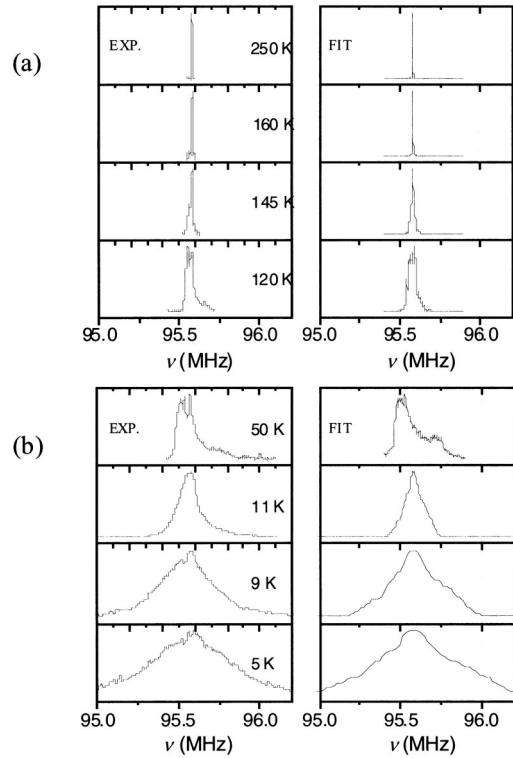 (a)
EXP.
250 K
FIT
160 K
145 K
120 K
95.0 95.5 96.0 95.0 95.5 96.0
ν (MHz) ν (MHz)
(b)
EXP.
50 K
FIT
11 K
9 K
5 K
95.0 95.5 96.0 95.0 95.5 96.0
ν (MHz) ν (MHz)